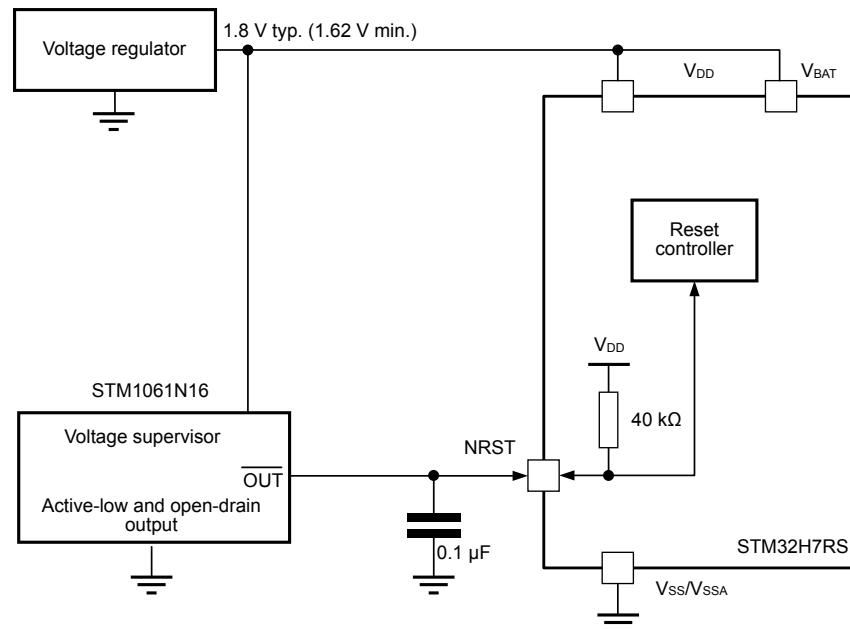 Voltage regulator
1.8 V typ. (1.62 V min.)
VDD
VBAT
Reset
controller
VDD
40 kΩ
STM1061N16
Voltage supervisor
OUT
Active-low and open-drain
output
NRST
0.1 µF
STM32H7RS
VSS/VSSA